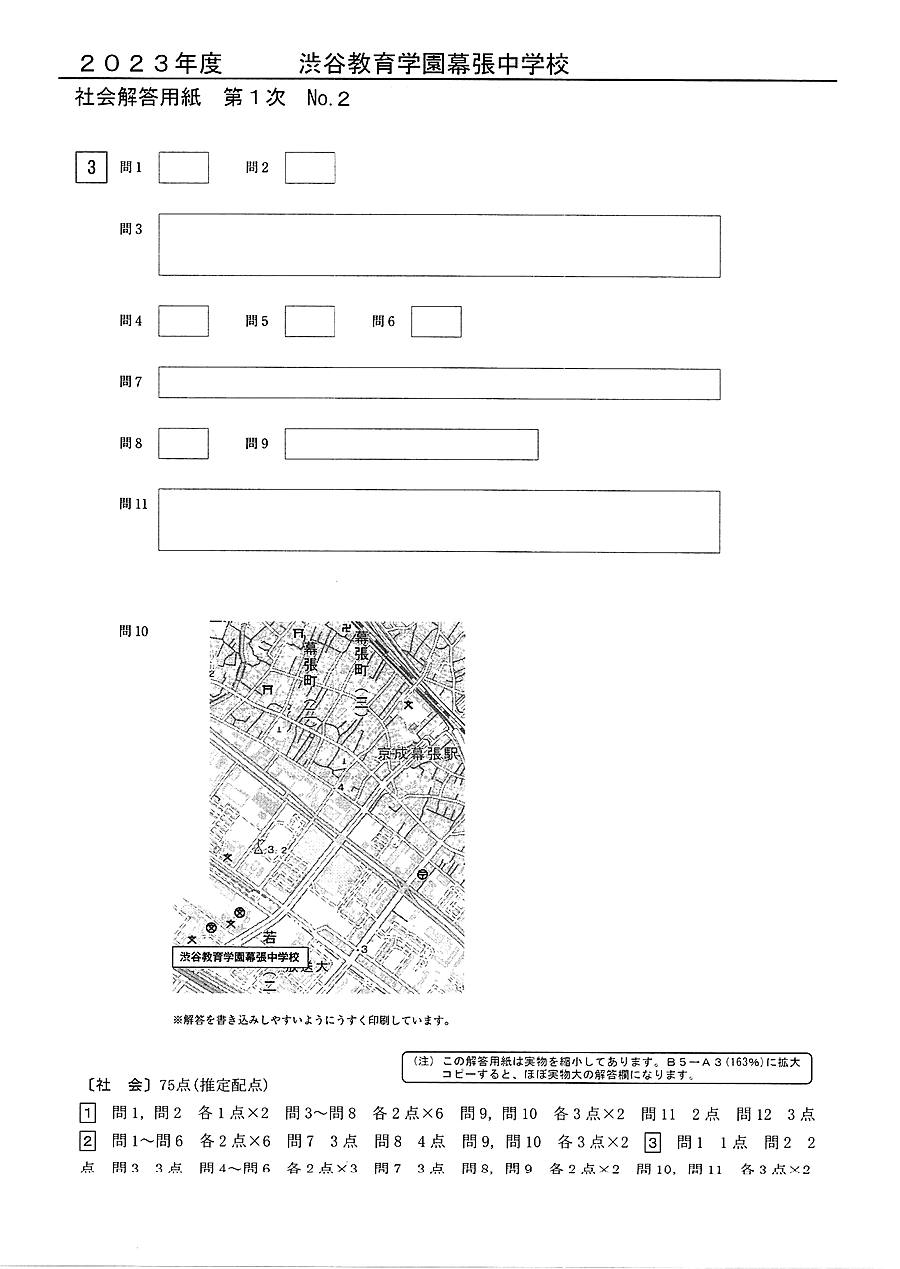 ２０２３年度　渋谷教育学園幕張中学校
社会解答用紙　第１次　No.２
3　問1　問2
問3
問4　問5　問6
問7
問8　問9
問11
問10
幕張町（二）
幕張町（三）
2
1
京成幕張駅
1
4
3.2
3
若
渋谷教育学園幕張中学校
放送大
（二
※解答を書き込みしやすいようにうすく印刷しています。
（注）この解答用紙は実物を縮小してあります。Ｂ５→Ａ３(163％)に拡大
コピーすると、ほぼ実物大の解答欄になります。
〔社　会〕75点(推定配点)
1　問1，問2　各1点×2　問3～問8　各2点×6　問9，問10　各3点×2　問11　2点　問12　3点
2　問1～問6　各2点×6　問7　3点　問8　4点　問9，問10　各3点×2　3　問1　1点　問2　2
点　問3　3点　問4～問6　各2点×3　問7　3点　問8，問9　各2点×2　問10，問11　各3点×2